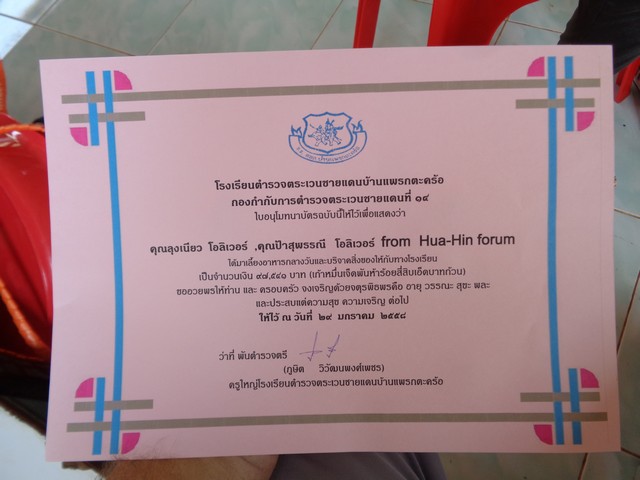 โรงเรียนตำรวจตระเวนชายแดนบ้านแพรกตะคร้อ
กองกำกับการตำรวจตระเวนชายแดนที่ ๑๔
ใบอนุโมทนาบัตรฉบับนี้ให้ไว้เพื่อแสดงว่า
คุณลุงเนียว โอลิเวอร์ ,คุณป้าสุพรรณี โอลิเวอร์ from Hua-Hin forum
ได้มาเลี้ยงอาหารกลางวันและบริจาคสิ่งของให้กับทางโรงเรียน
เป็นจำนวนเงิน ๙๗,๕๔๑ บาท (เก้าหมื่นเจ็ดพันห้าร้อยสี่สิบเอ็ดบาทถ้วน)
ขออวยพรให้ท่าน และ ครอบครัว จงเจริญด้วยจตุรพิธพรคือ อายุ วรรณะ สุขะ พละ
และประสบแต่ความสุข ความเจริญ ต่อไป
ให้ไว้ ณ วันที่ ๒๙ มกราคม ๒๕๕๘
ว่าที่ พันตำรวจตรี
(ภูษิต วิวัฒนพงศ์เพชร)
ครูใหญ่โรงเรียนตำรวจตระเวนชายแดนบ้านแพรกตะคร้อ